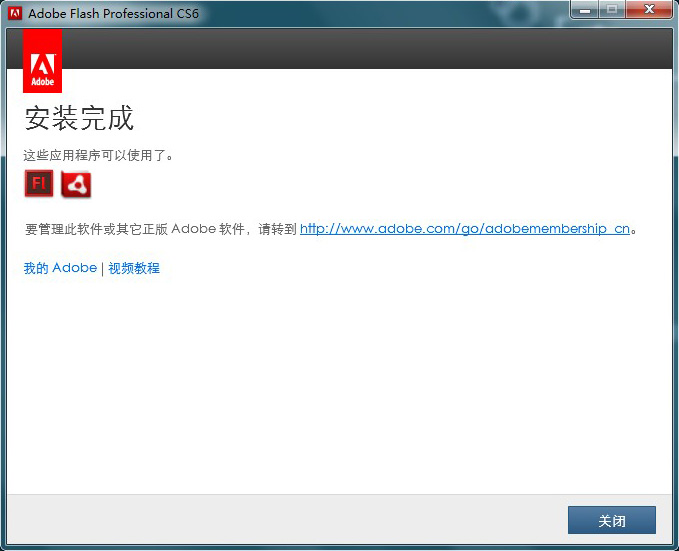 Adobe Flash Professional CS6
Adobe
安装完成
这些应用程序可以使用了。
Fl
要管理此软件或其它正版 Adobe 软件，请转到 http://www.adobe.com/go/adobemembership_cn。
我的 Adobe | 视频教程
关闭